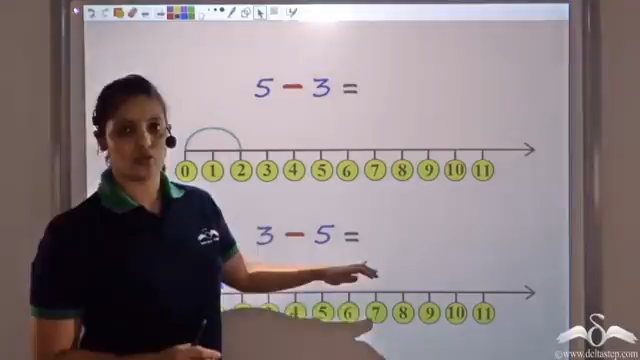 5 - 3 =
0 1 2 3 4 5 6 7 8 9 10 11
3 - 5 =
4 5 6 7 8 9 10 11
©www.deltastep.com